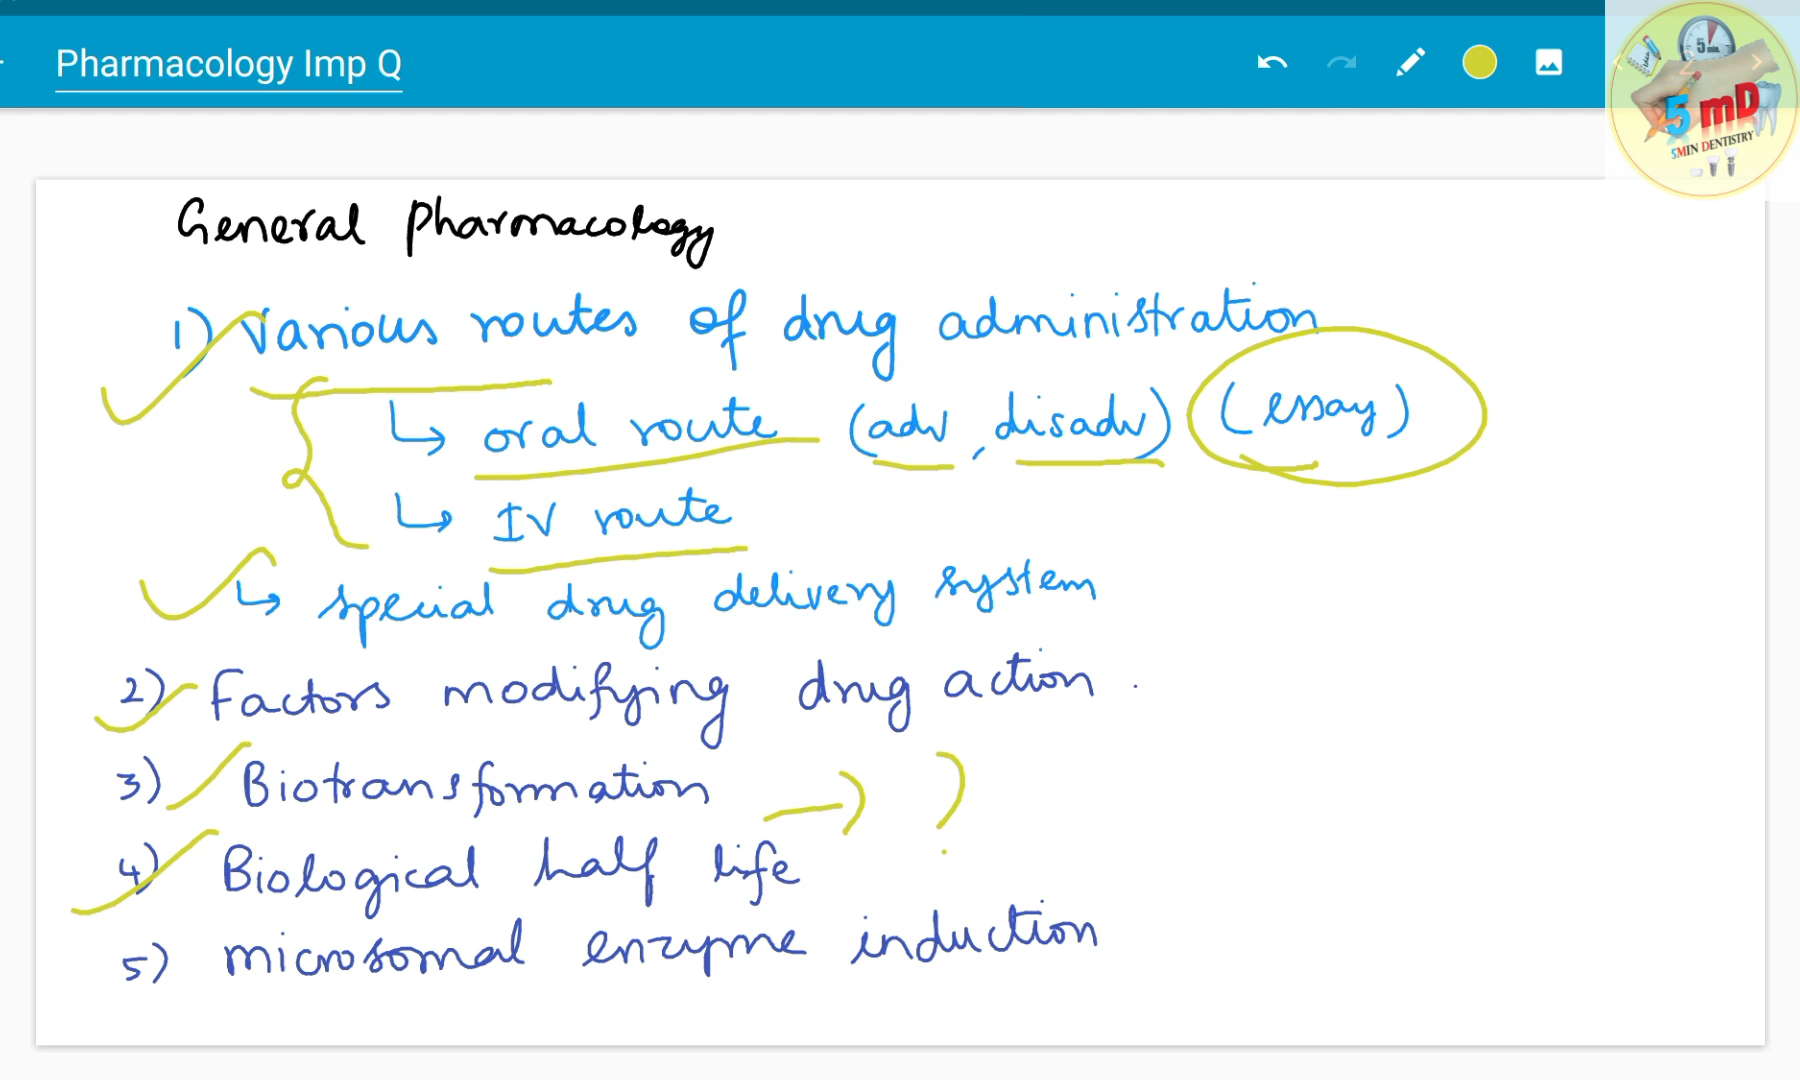 Pharmacology Imp Q
5 min.
5 mD
5MIN DENTISTRY
General Pharmacology
1) Various routes of drug administration
↳ oral route (adv, disadv) (essay)
↳ IV route
↳ special drug delivery system
2) Factors modifying drug action.
3) Biotransformation → ) ?
4) Biological half life
5) microsomal enzyme induction